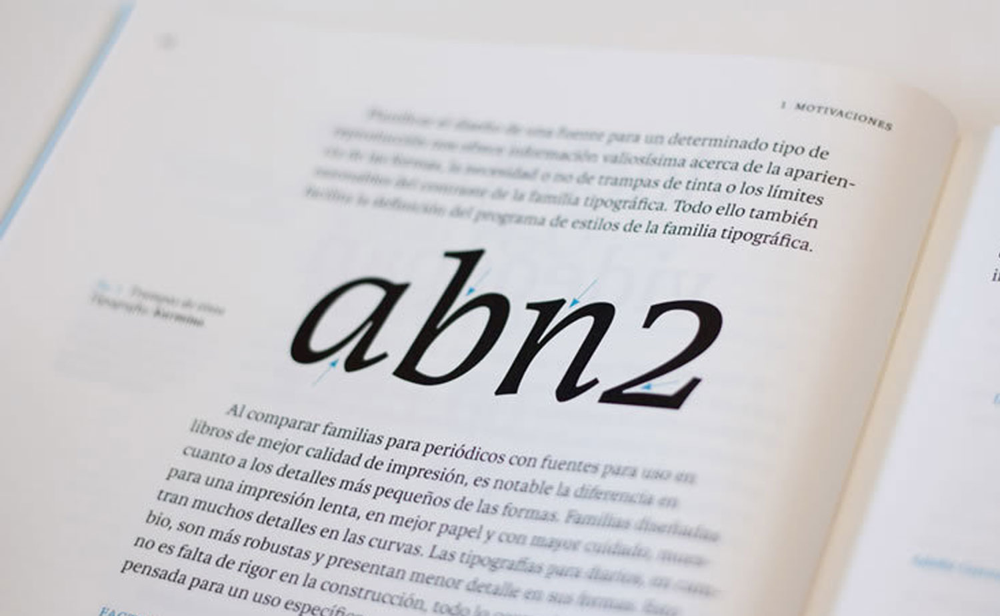 1 MOTIVACIONES
Planificar el diseño de una fuente para un determinado tipo de
reproducción nos ofrece información valiosísima acerca de la aparien-
cia de las formas, la necesidad o no de trampas de tinta o los límites
razonables del contraste de la familia tipográfica. Todo ello también
facilita la definición del programa de estilos de la familia tipográfica.
Trampas de tinta
Tipografía: Karmina
abn2
Al comparar familias para periódicos con fuentes para uso en
libros de mejor calidad de impresión, es notable la diferencia en
cuanto a los detalles más pequeños de las formas. Familias diseñadas
para una impresión lenta, en mejor papel y con mayor cuidado, mues-
tran muchos detalles en las curvas. Las tipografías para diarios, en cam-
bio, son más robustas y presentan menor detalle en sus formas. Esto
no es falta de rigor en la construcción, todo lo
pensada para un uso específico